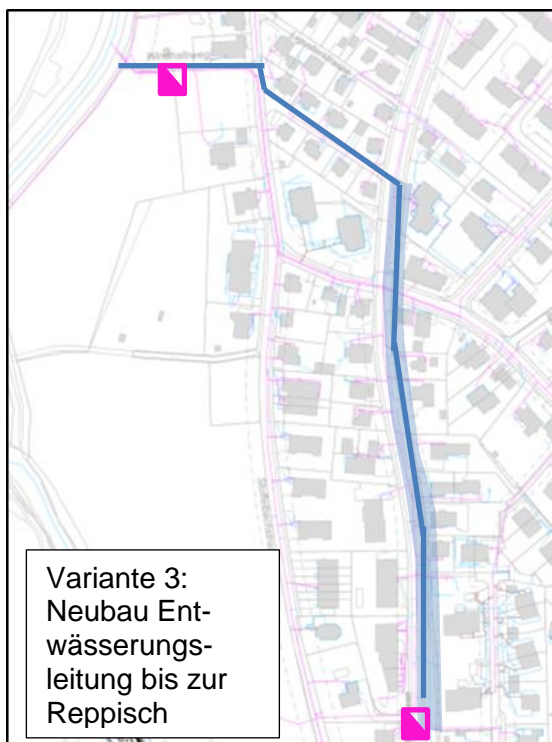 Variante 3:
Neubau Ent-
wässerungs-
leitung bis zur
Reppisch